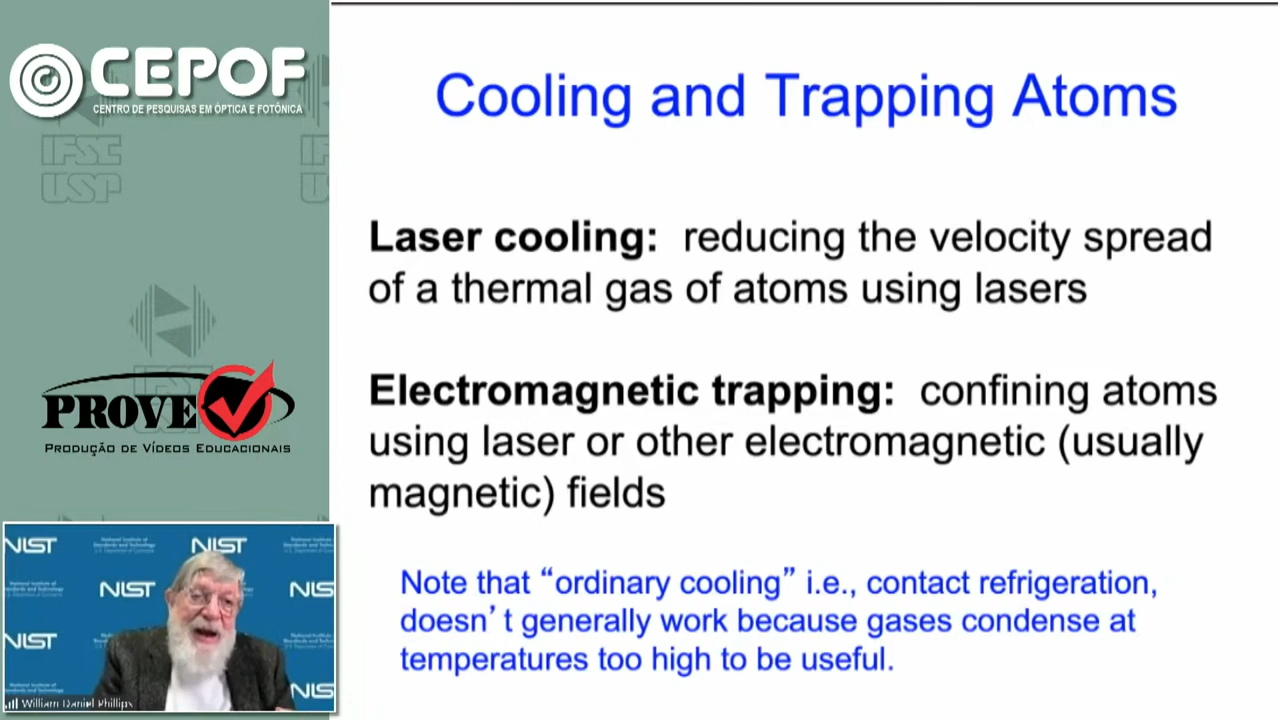 CEPOF
CENTRO DE PESQUISAS EM ÓPTICA E FOTÔNICA
IFSC
USP
PROVE
PRODUÇÃO DE VÍDEOS EDUCACIONAIS
Cooling and Trapping Atoms
Laser cooling: reducing the velocity spread
of a thermal gas of atoms using lasers
Electromagnetic trapping: confining atoms
using laser or other electromagnetic (usually
magnetic) fields
Note that “ordinary cooling” i.e., contact refrigeration,
doesn’t generally work because gases condense at
temperatures too high to be useful.
NIST
NIST
NIST
NIST
William Daniel Phillips